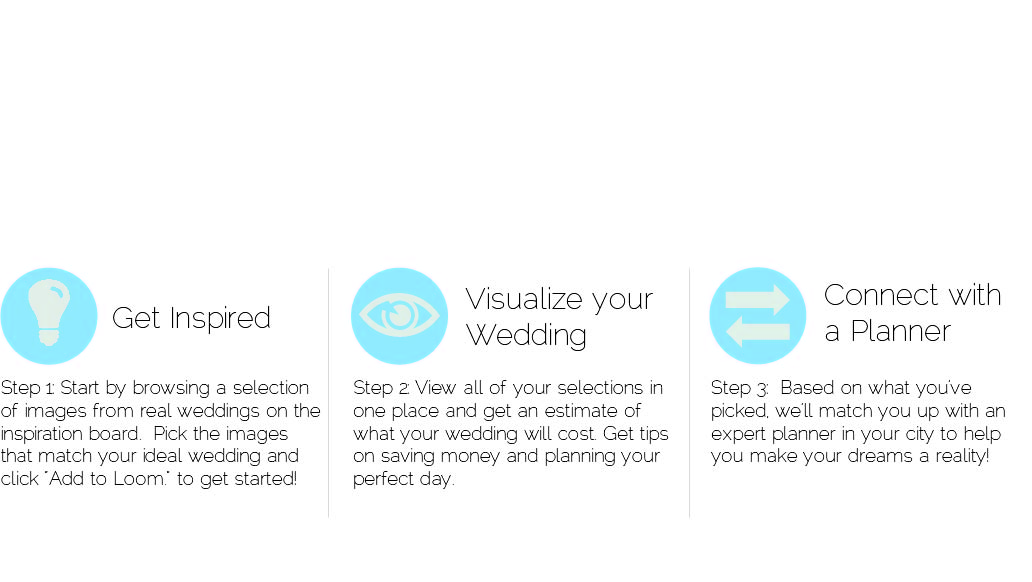 Get Inspired
Step 1: Start by browsing a selection
of images from real weddings on the
inspiration board.  Pick the images
that match your ideal wedding and
click "Add to Loom." to get started!
Visualize your
Wedding
Step 2: View all of your selections in
one place and get an estimate of
what your wedding will cost. Get tips
on saving money and planning your
perfect day.
Connect with
a Planner
Step 3:  Based on what you've
picked, we'll match you up with an
expert planner in your city to help
you make your dreams a reality!